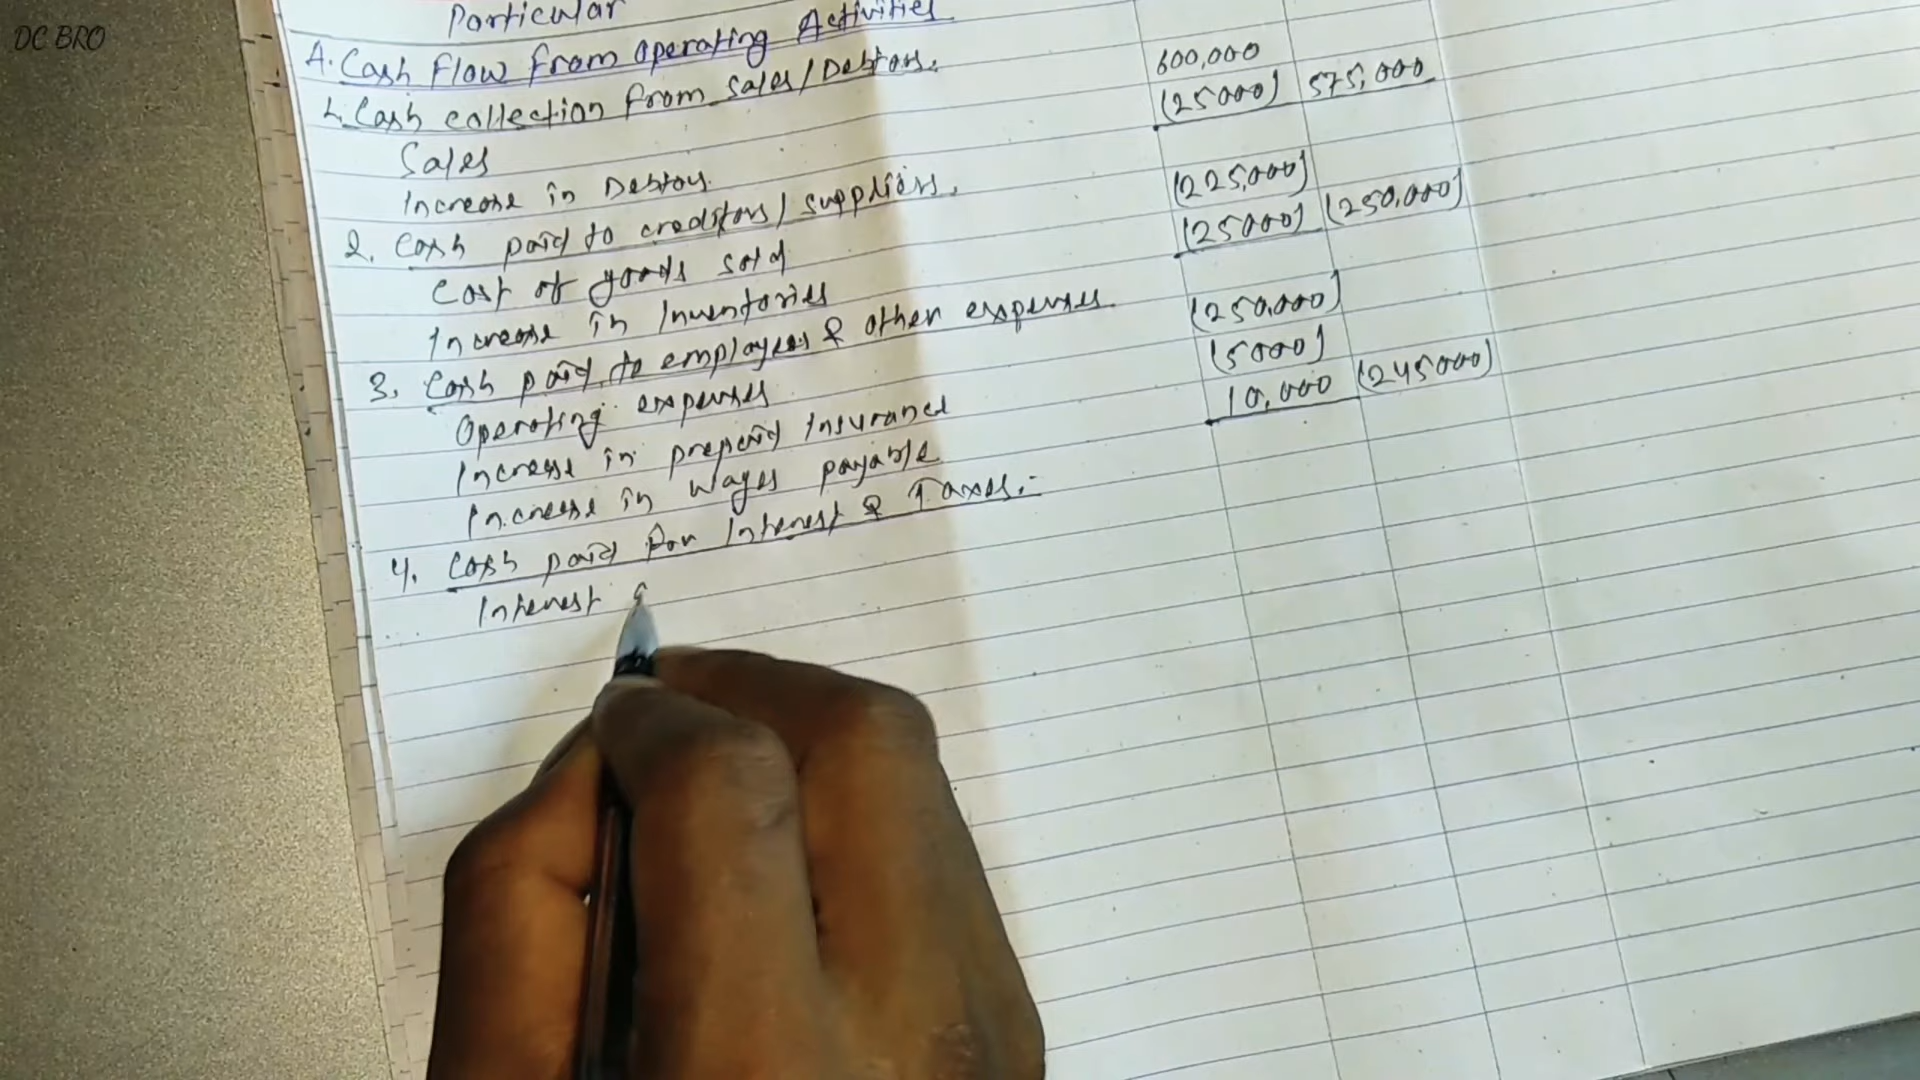 DC BRO
Particular
A. Cash flow from operating Activities
1. Cash collection from sales/Debtors.
Sales 600,000
Increase in Debtors. (25000) 575,000
2. Cash paid to creditors/suppliers.
Cost of goods sold (225,000)
Increase in Inventories (25000) (250,000)
3. Cash paid to employees & other expenses.
Operating expenses (250,000)
Increase in prepaid Insurance (5000)
Increase in wages payable 10,000 (245000)
4. Cash paid for Interest & Taxes:-
Interest